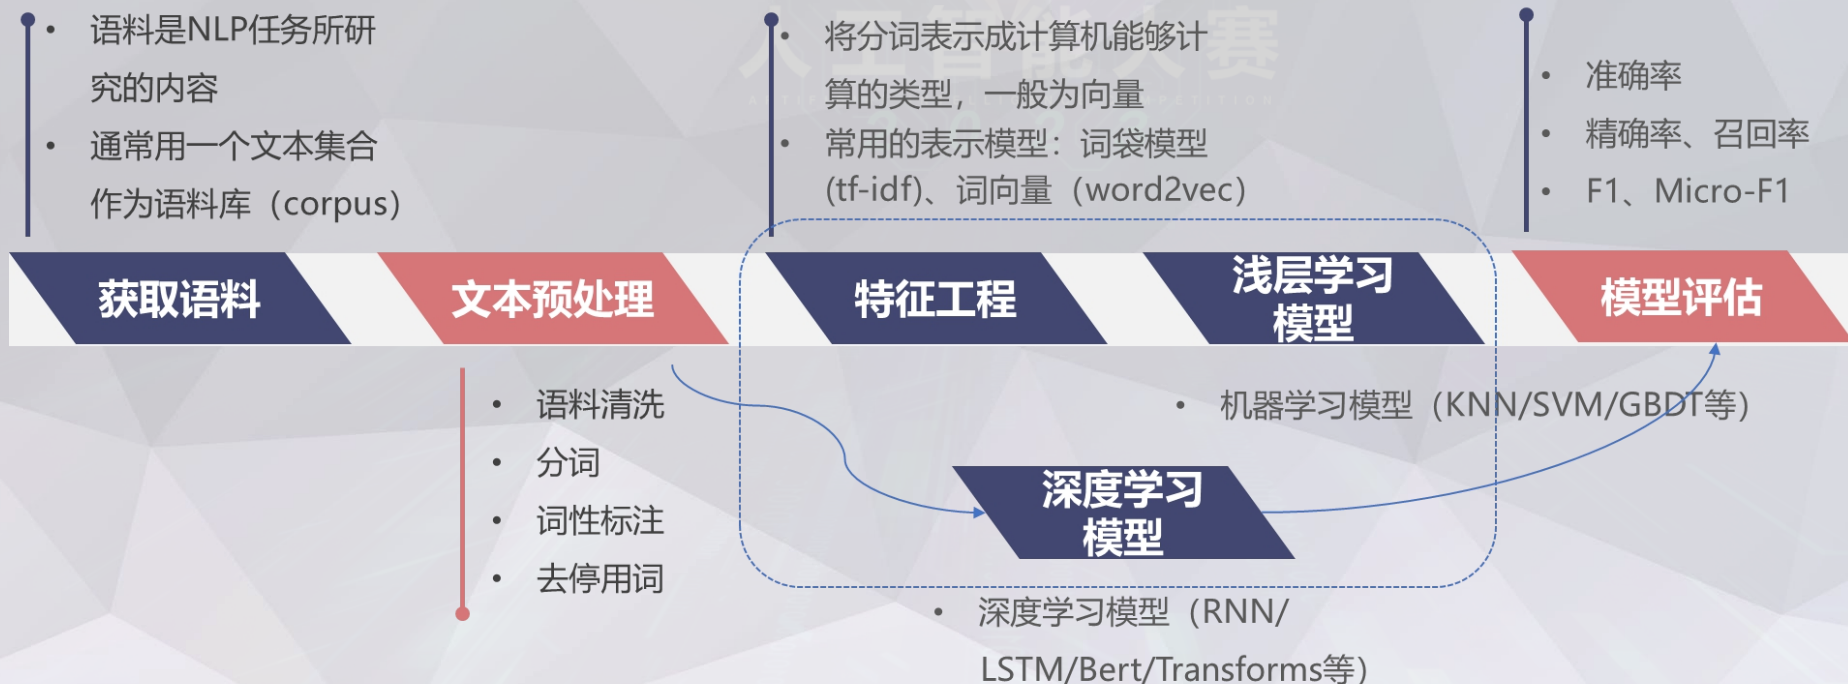 人工智能大赛
• 语料是NLP任务所研
究的内容
• 通常用一个文本集合
作为语料库（corpus）
• 将分词表示成计算机能够计
算的类型，一般为向量
• 常用的表示模型：词袋模型
(tf-idf)、词向量（word2vec）
• 准确率
• 精确率、召回率
• F1、Micro-F1
获取语料
文本预处理
特征工程
浅层学习
模型
模型评估
• 语料清洗
• 分词
• 词性标注
• 去停用词
• 机器学习模型（KNN/SVM/GBDT等）
深度学习
模型
• 深度学习模型（RNN/
LSTM/Bert/Transforms等）